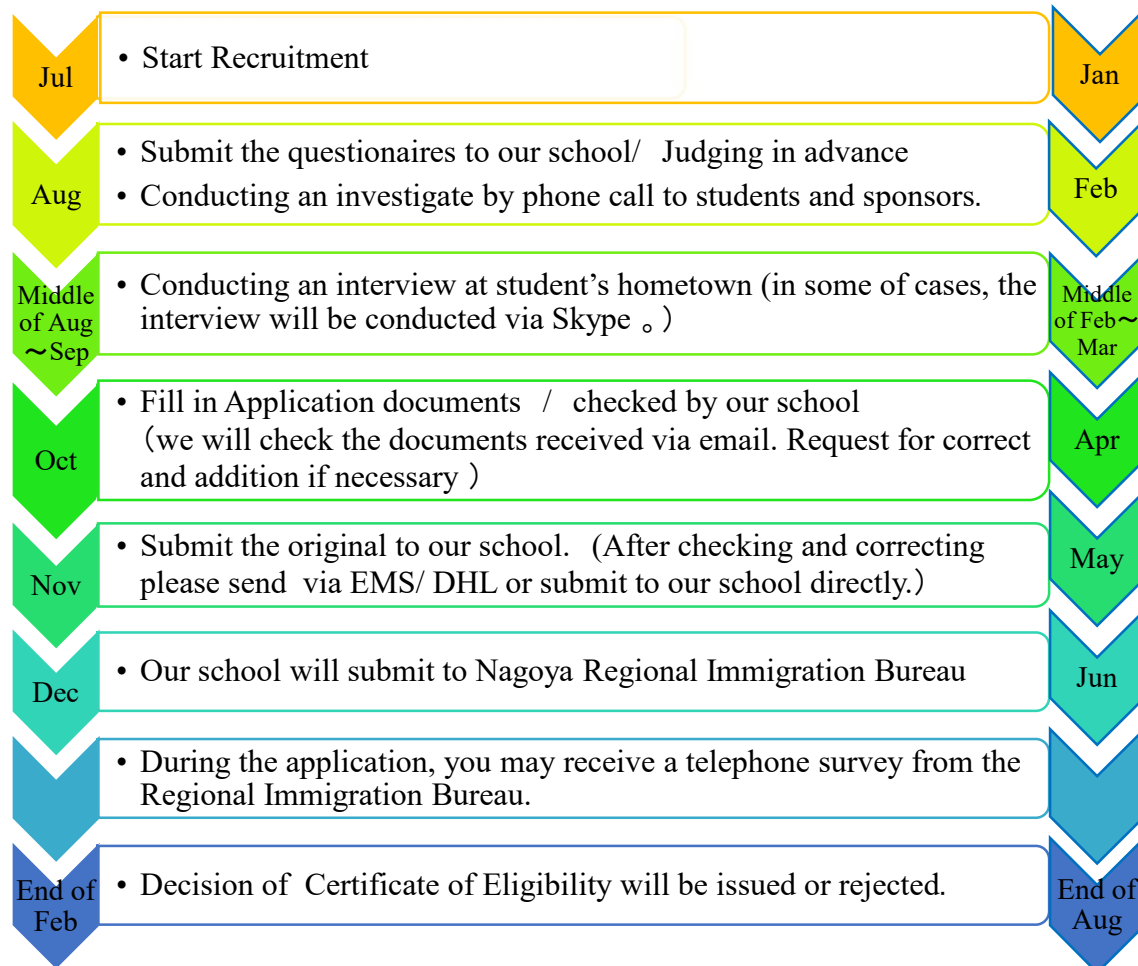 Jul
• Start Recruitment
Jan
Aug
• Submit the questionaires to our school/ Judging in advance
• Conducting an investigate by phone call to students and sponsors.
Feb
Middle
of Aug
～Sep
• Conducting an interview at student’s hometown (in some of cases, the
interview will be conducted via Skype 。）
Middle
of Feb～
Mar
Oct
• Fill in Application documents / checked by our school
（we will check the documents received via email. Request for correct
and addition if necessary ）
Apr
Nov
• Submit the original to our school. (After checking and correcting
please send via EMS/ DHL or submit to our school directly.）
May
Dec
• Our school will submit to Nagoya Regional Immigration Bureau
Jun
• During the application, you may receive a telephone survey from the
Regional Immigration Bureau.
End of
Feb
• Decision of Certificate of Eligibility will be issued or rejected.
End of
Aug